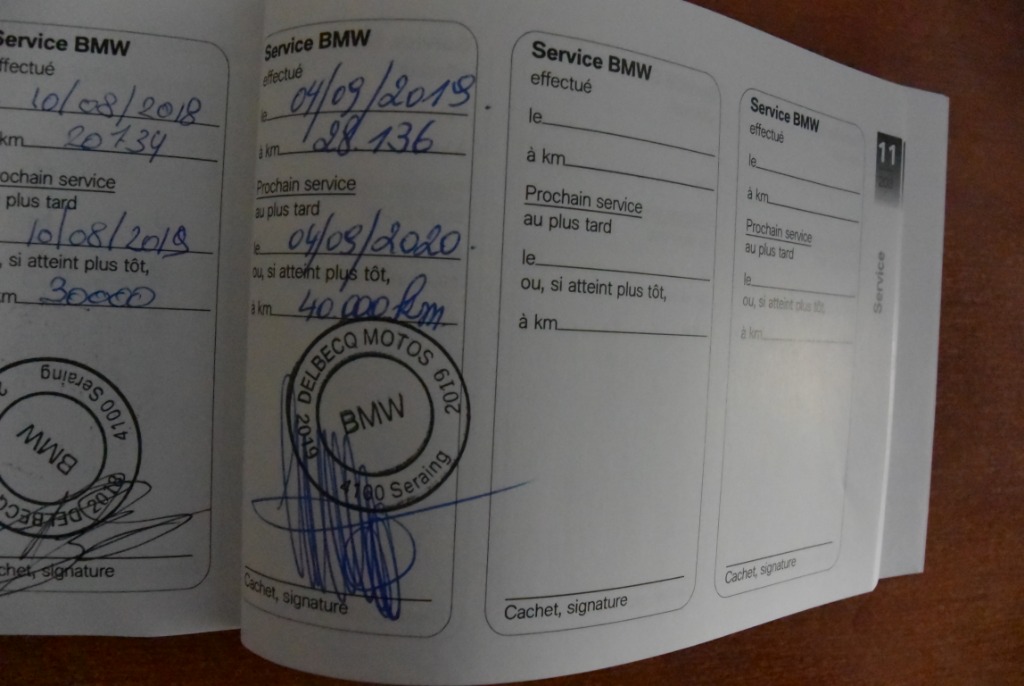 Service BMW
ffectué
10/08/2018
km 20734
ochain service
plus tard
10/08/2019
, si atteint plus tôt,
km 30000
4100 Seraing
BMW
DELBECQ 2018
chet, signature
Service BMW
effectué
le 04/09/2019.
à km 28.136
Prochain service
au plus tard
le 04/09/2020.
ou, si atteint plus tôt,
à km 40.000 km
2019 DELBECQ MOTOS 2019
BMW
4100 Seraing
Cachet, signature
Service BMW
effectué
le
à km
Prochain service
au plus tard
le
ou, si atteint plus tôt,
à km
Cachet, signature
Service BMW
effectué
le
à km
Prochain service
au plus tard
le
ou, si atteint plus tôt,
à km
Cachet, signature
11
Service